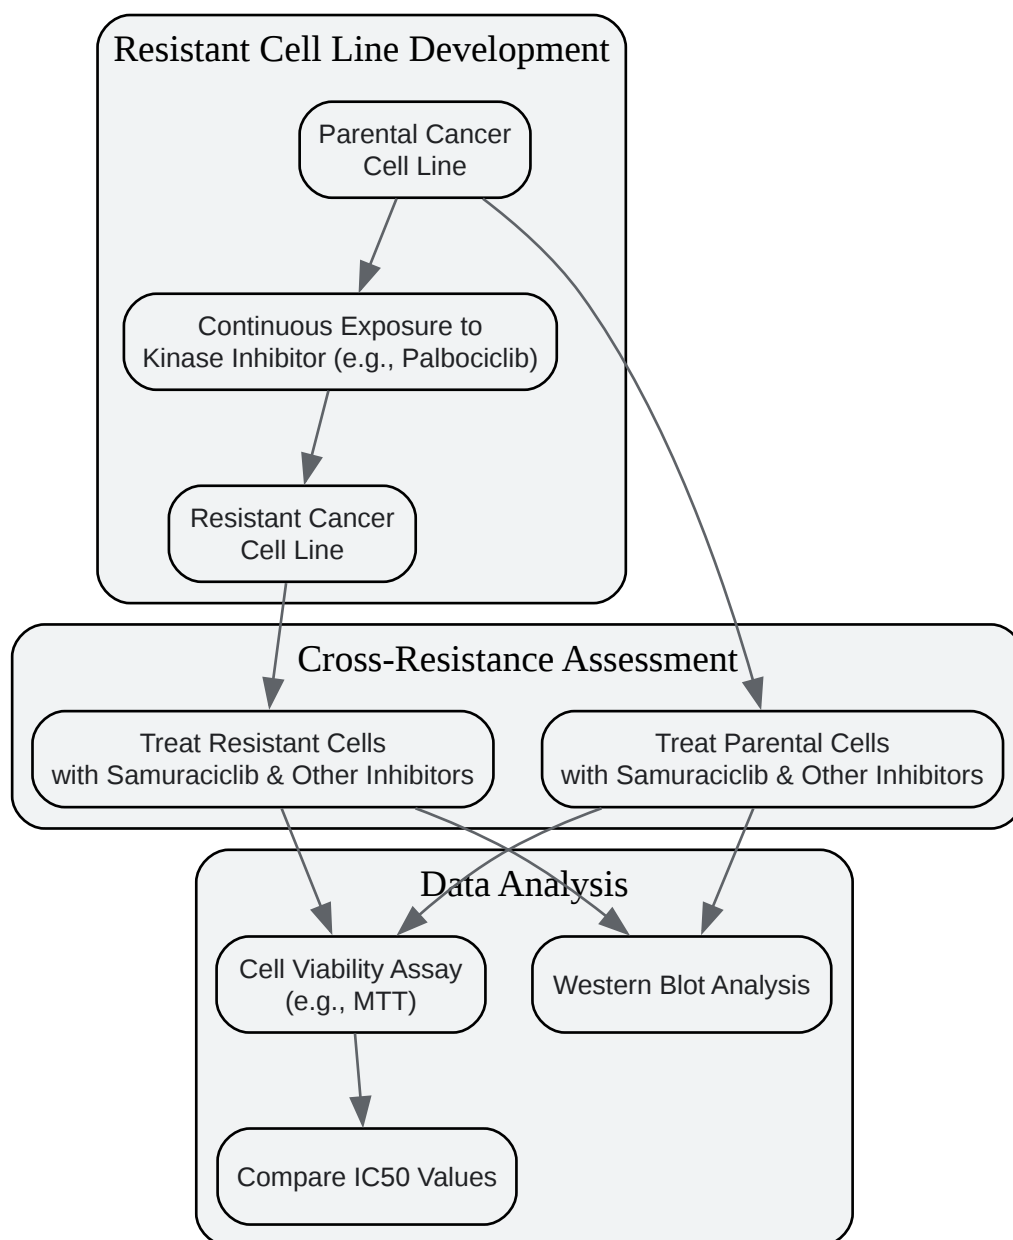 Resistant Cell Line Development
Parental Cancer
Cell Line
Continuous Exposure to
Kinase Inhibitor (e.g., Palbociclib)
Resistant Cancer
Cell Line
Cross-Resistance Assessment
Treat Resistant Cells
with Samuraciclib & Other Inhibitors
Treat Parental Cells
with Samuraciclib & Other Inhibitors
Data Analysis
Cell Viability Assay
(e.g., MTT)
Western Blot Analysis
Compare IC50 Values